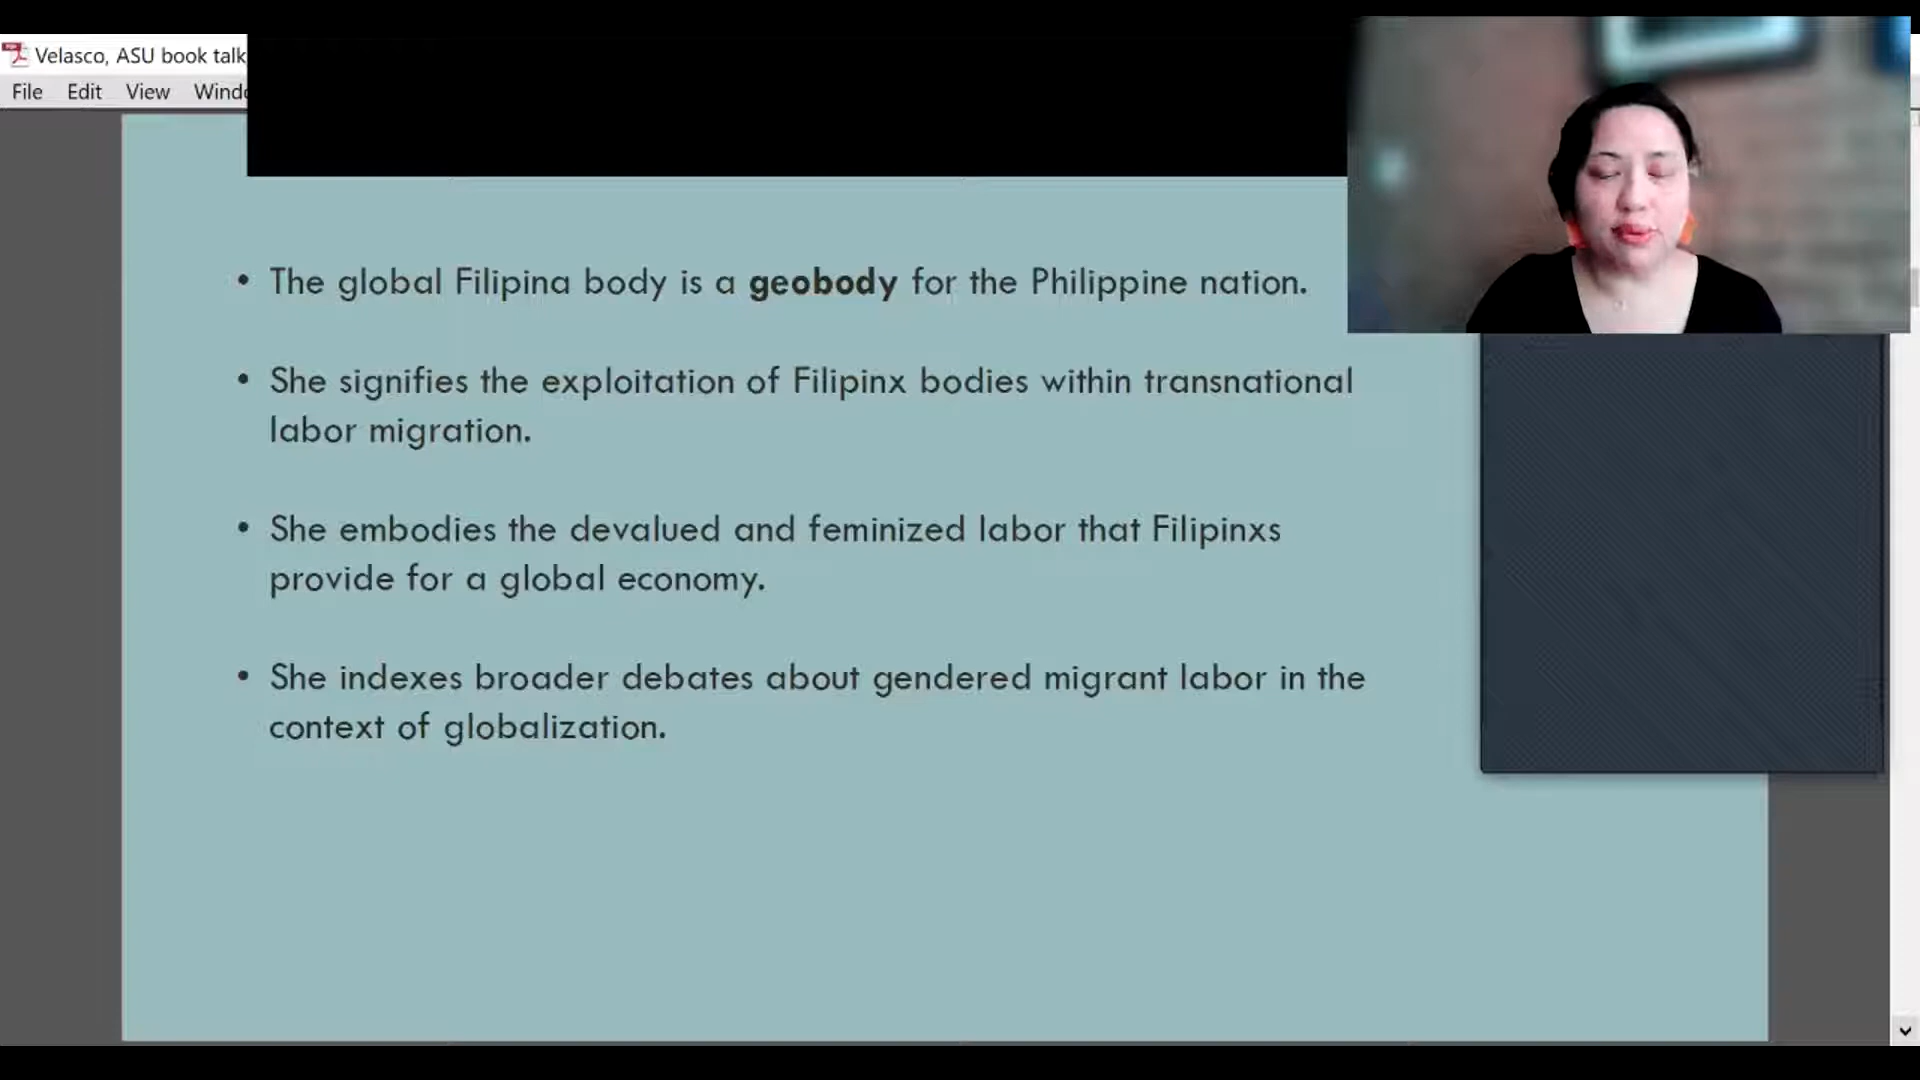 Velasco, ASU book talk
File Edit View
• The global Filipina body is a geobody for the Philippine nation.
• She signifies the exploitation of Filipinx bodies within transnational
labor migration.
• She embodies the devalued and feminized labor that Filipinxs
provide for a global economy.
• She indexes broader debates about gendered migrant labor in the
context of globalization.